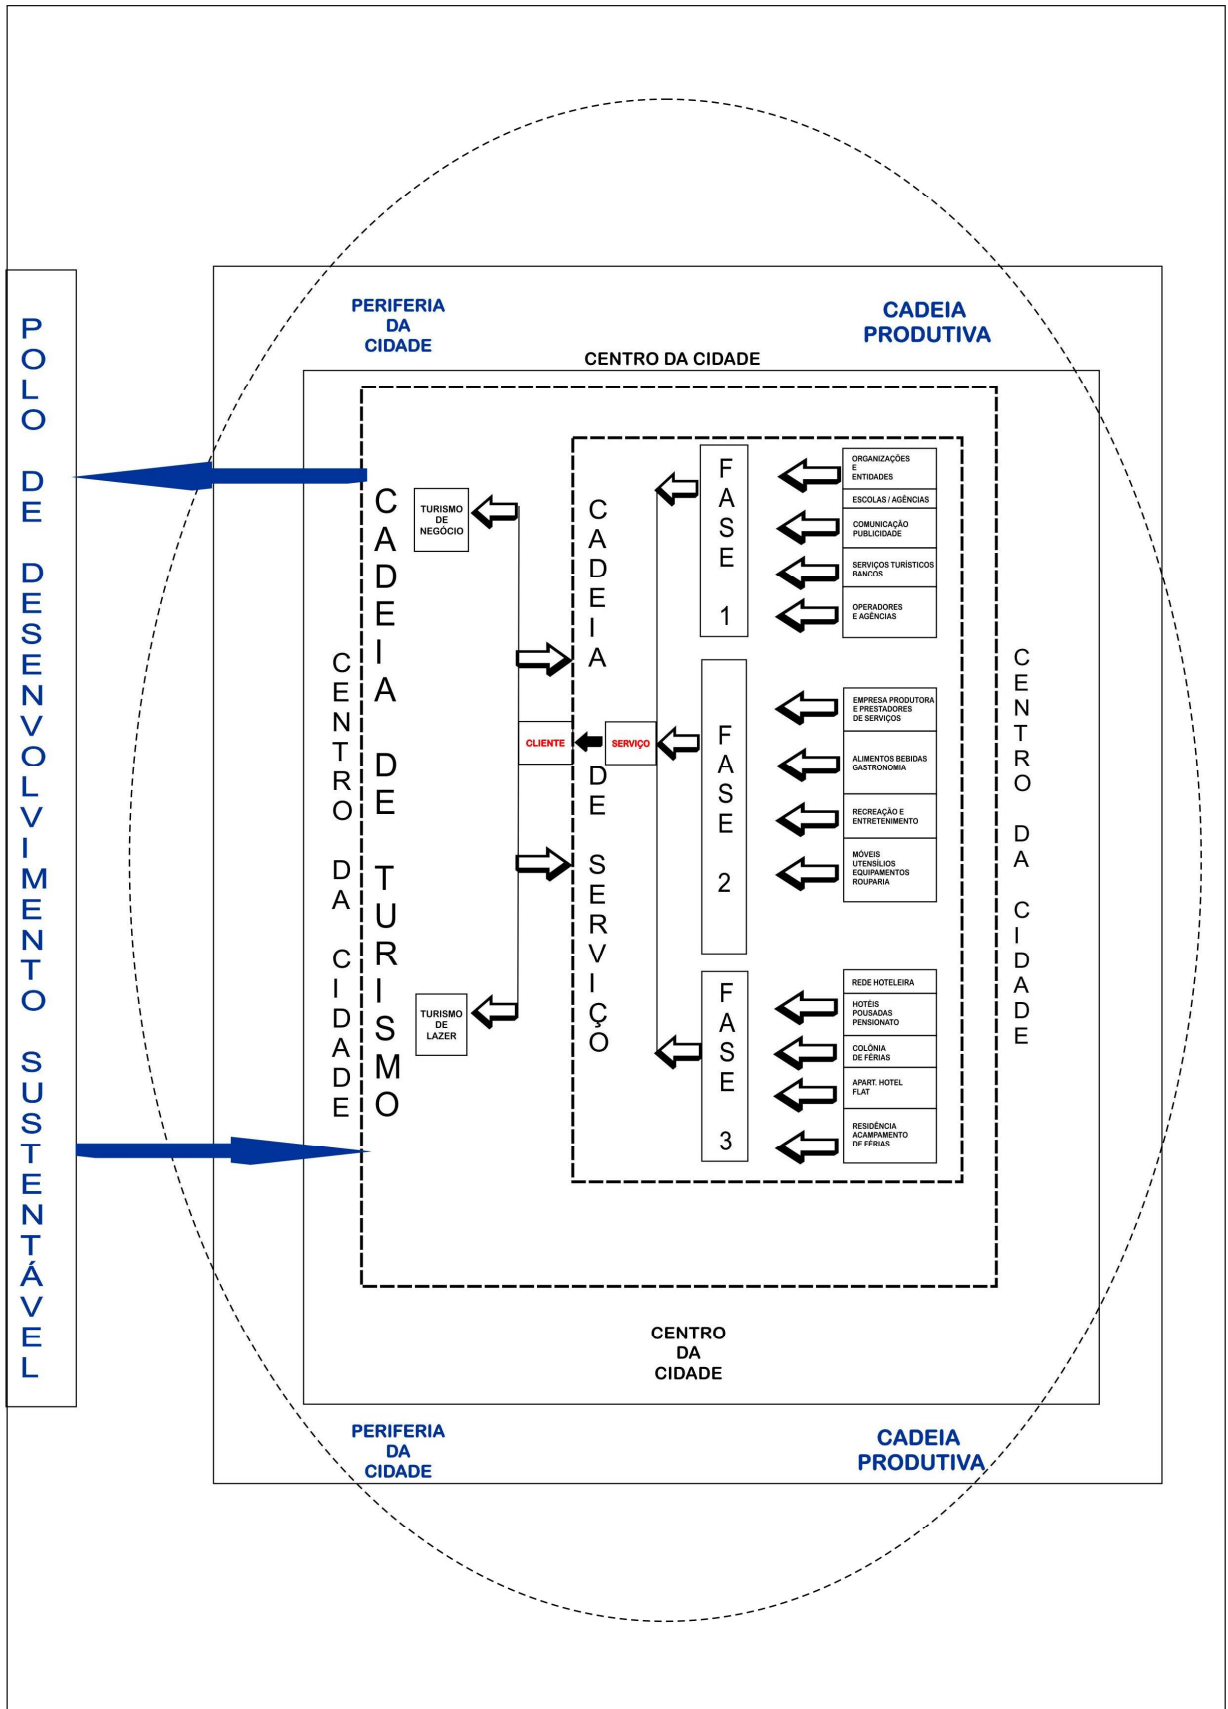 PERIFERIA
DA
CIDADE
CADEIA
PRODUTIVA
CENTRO DA CIDADE
POLO DE DESENVOLVIMENTO SUSTENTÁVEL
CENTRO DA CIDADE
CADEIA DE TURISMO
TURISMO
DE
NEGÓCIO
CLIENTE
SERVIÇO
TURISMO
DE
LAZER
CADEIA DE SERVIÇO
FASE 1
ORGANIZAÇÕES
E
ENTIDADES
ESCOLAS / AGÊNCIAS
COMUNICAÇÃO
PUBLICIDADE
SERVIÇOS TURÍSTICOS
BANCOS
OPERADORES
E AGÊNCIAS
FASE 2
EMPRESA PRODUTORA
E PRESTADORES
DE SERVIÇOS
ALIMENTOS BEBIDAS
GASTRONOMIA
RECREAÇÃO E
ENTRETENIMENTO
MÓVEIS
UTENSÍLIOS
EQUIPAMENTOS
ROUPARIA
FASE 3
REDE HOTELEIRA
HOTÉIS
POUSADAS
PENSIONATO
COLÔNIA
DE FÉRIAS
APART. HOTEL
FLAT
RESIDÊNCIA
ACAMPAMENTO
DE FÉRIAS
CENTRO DA CIDADE
CENTRO
DA
CIDADE
PERIFERIA
DA
CIDADE
CADEIA
PRODUTIVA